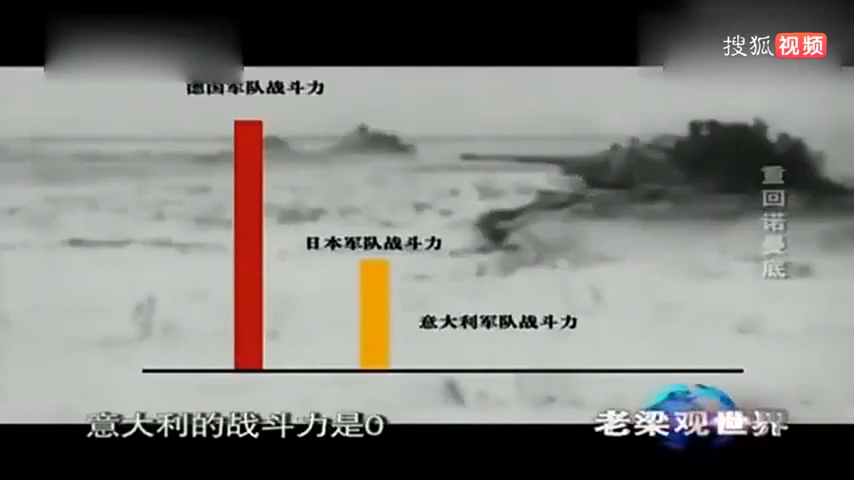 搜狐视频
德国军队战斗力
重回诺曼底
日本军队战斗力
意大利军队战斗力
意大利的战斗力是0
老梁观世界